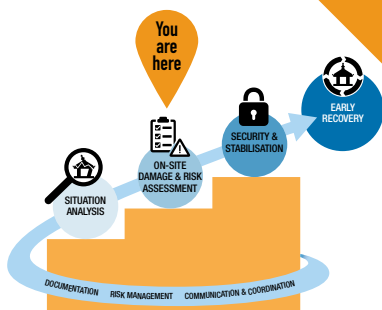 You
are
here
EARLY
RECOVERY
SECURITY &
STABILISATION
ON-SITE
DAMAGE & RISK
ASSESSMENT
SITUATION
ANALYSIS
DOCUMENTATION RISK MANAGEMENT COMMUNICATION & COORDINATION